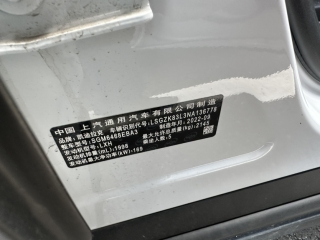 中国 上汽通用汽车有限公司制造
品牌：凯迪拉克 车辆识别代号：LSGZK83L3NA136778
整车型号：SGM6468EBA3 制造年月：2022-03
发动机型号：LXH 最大允许总质量(kg)：2145
发动机排量(mL)：1998 乘坐人数：5
发动机最大净功率(kW)：169